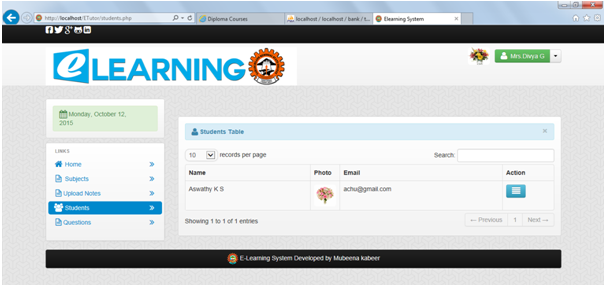 http://localhost/ETutor/students.php
Diploma Courses
localhost / localhost / bank / t...
Elearning System
eLEARNING
Mrs.Divya G
Monday, October 12,
2015
LINKS
Home
Subjects
Upload Notes
Students
Questions
Students Table
10 records per page
Search:
Name Photo Email Action
Aswathy K S achu@gmail.com
Showing 1 to 1 of 1 entries
← Previous 1 Next →
E-Learning System Developed by Mubeena kabeer